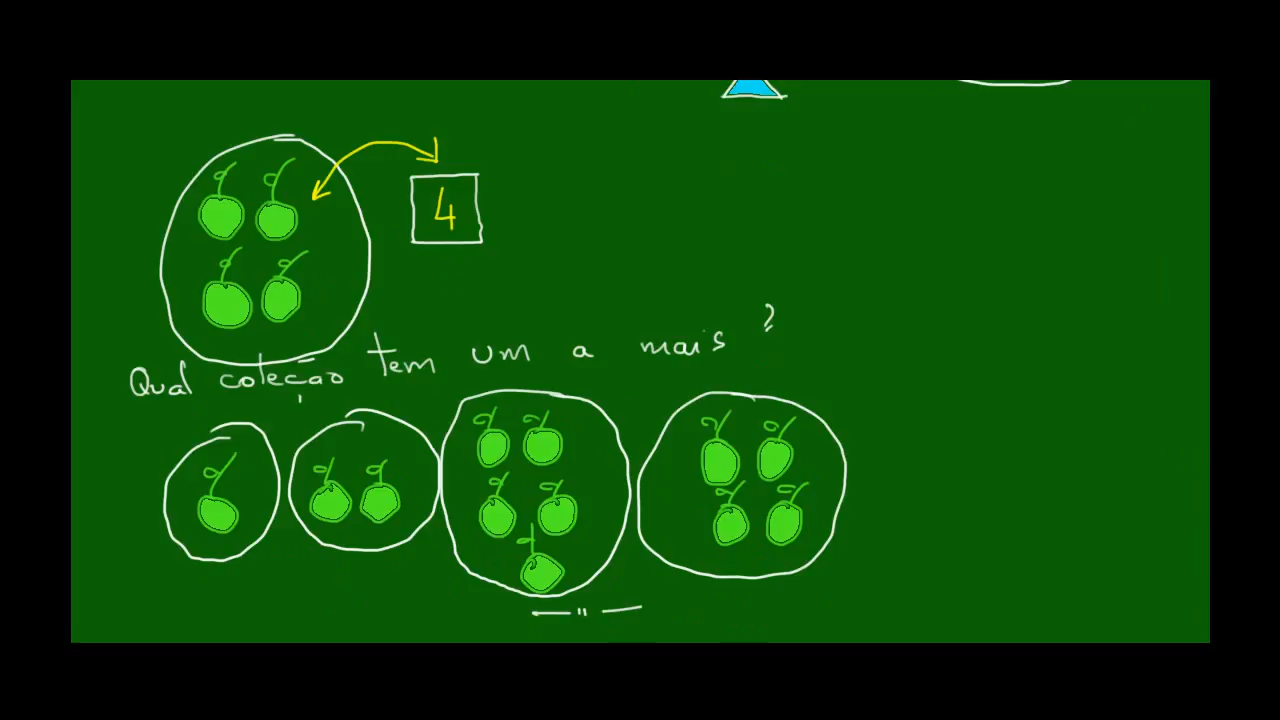 4
Qual coleção tem um a mais ?
— " —